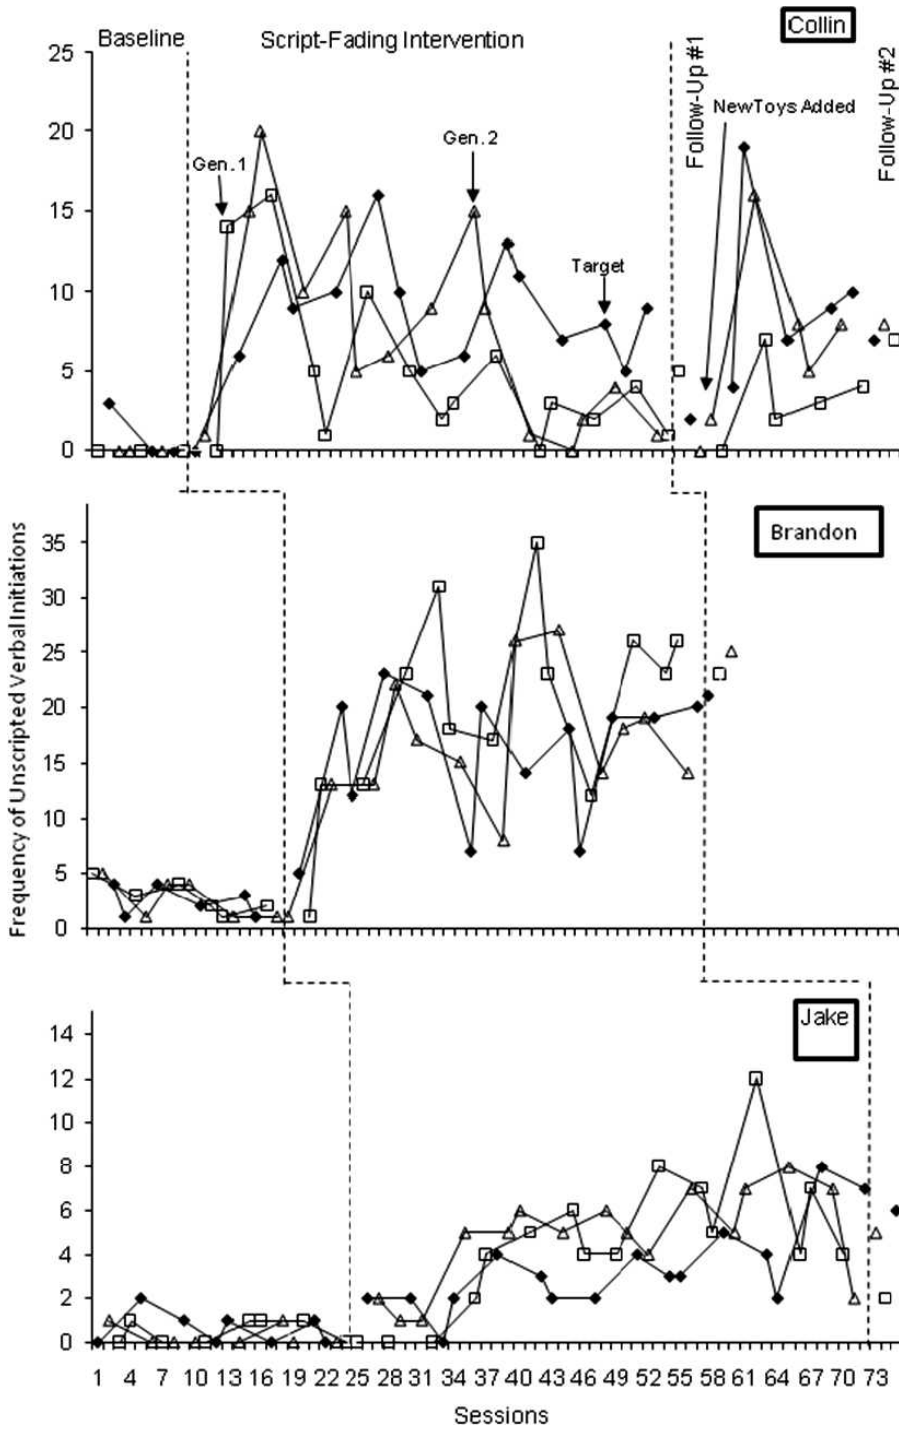 Baseline
Script-Fading Intervention
Collin
25
20
15
10
5
0
Gen.1
Gen.2
Target
Follow-Up #1
NewToys Added
Follow-Up #2
Frequency of Unscripted Verbal Initiations
Brandon
35
30
25
20
15
10
5
0
Jake
14
12
10
8
6
4
2
0
1 4 7 10 13 16 19 22 25 28 31 34 37 40 43 46 49 52 55 58 61 64 67 70 73
Sessions